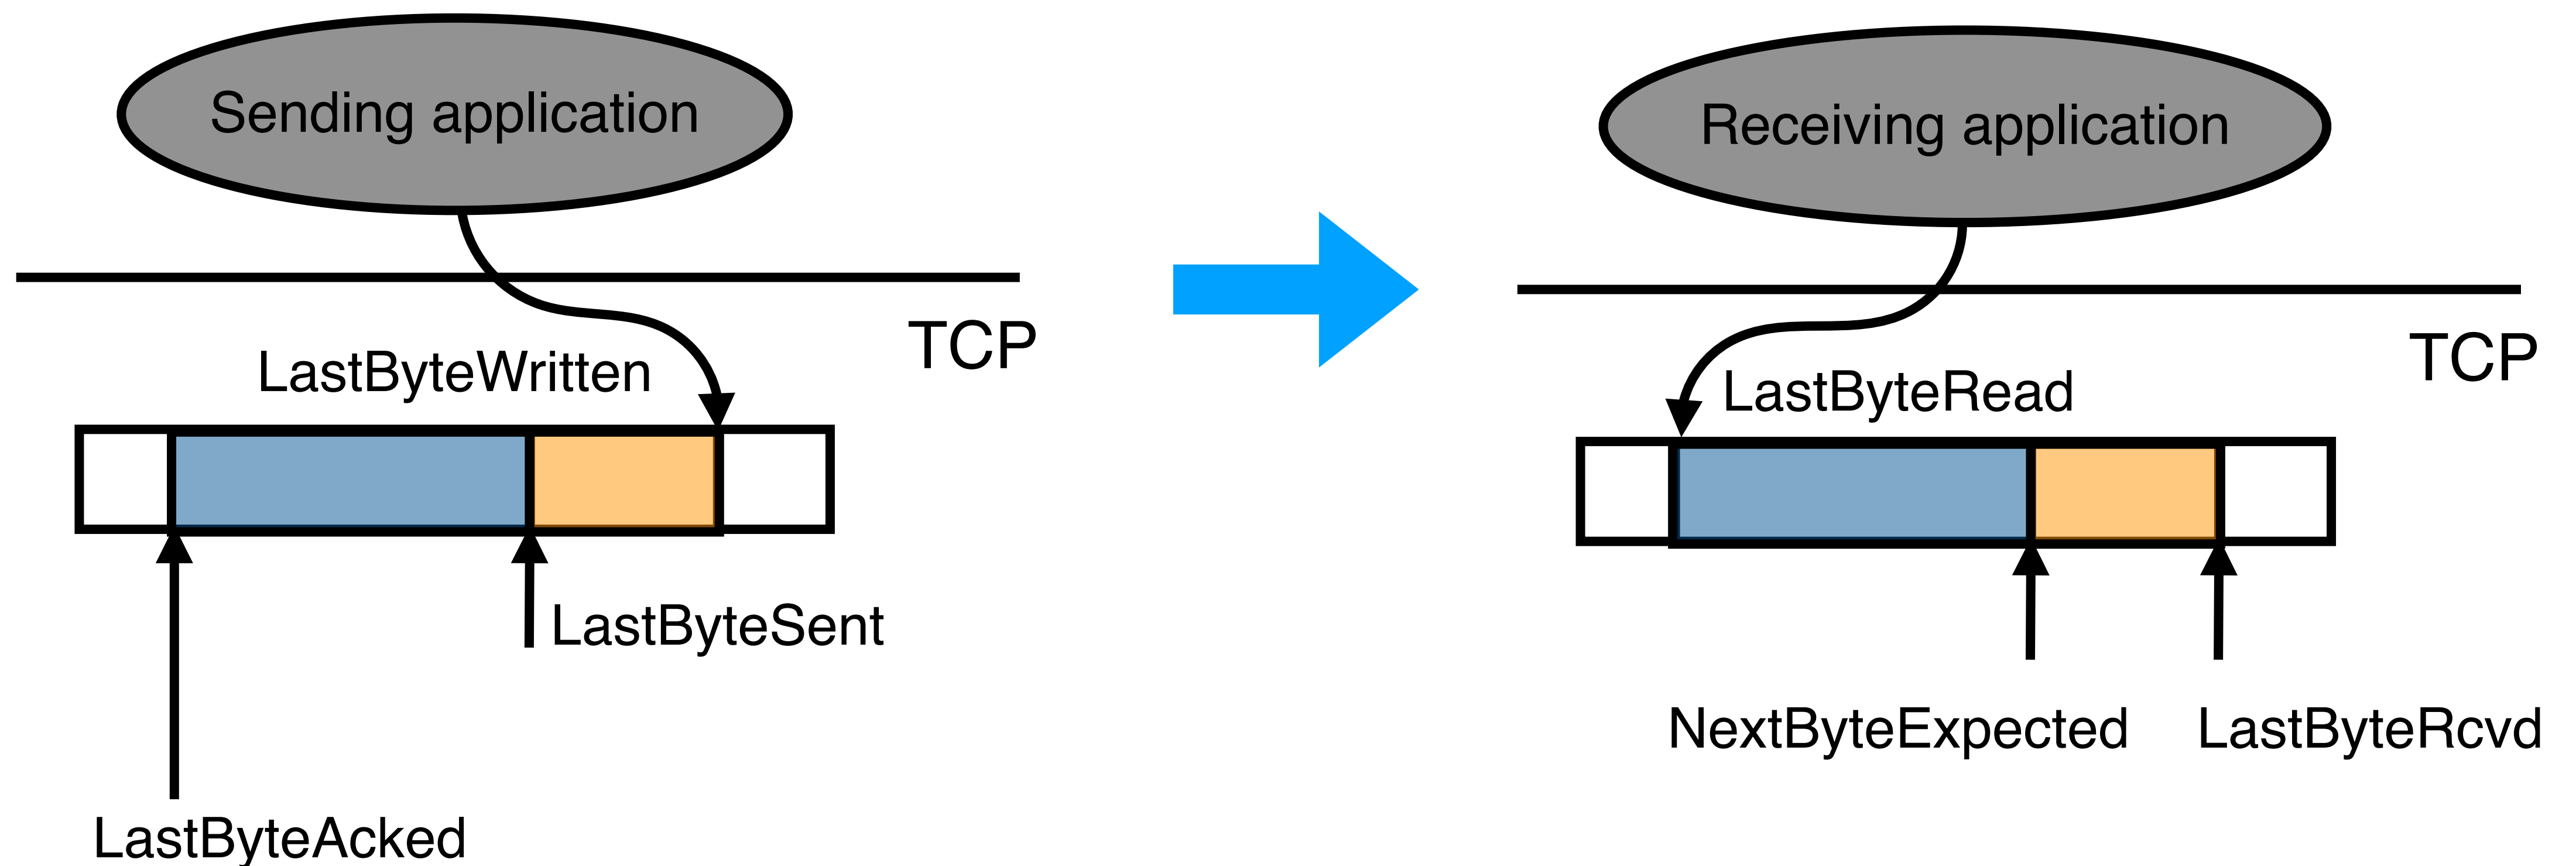 Sending application
TCP
LastByteWritten
LastByteSent
LastByteAcked
Receiving application
TCP
LastByteRead
NextByteExpected
LastByteRcvd